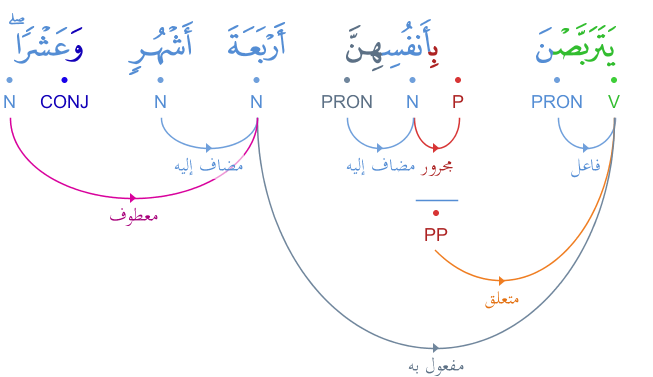 يَتَرَبَّصْنَ بِأَنفُسِهِنَّ أَرْبَعَةَ أَشْهُرٍ وَعَشْرًا ۖ
V PRON P N PRON N N CONJ N
فاعل مجرور مضاف إليه مضاف إليه
معطوف
PP
متعلق
مفعول به